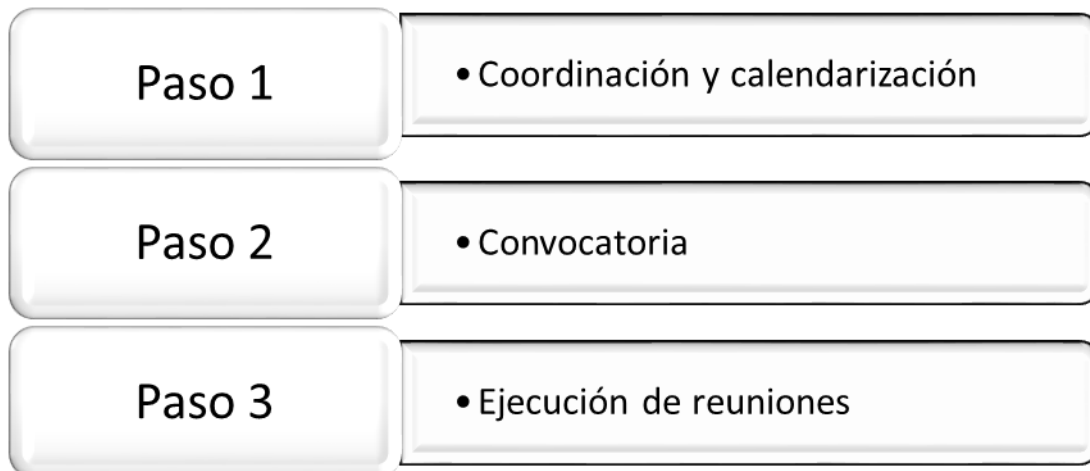 Paso 1
• Coordinación y calendarización
Paso 2
• Convocatoria
Paso 3
• Ejecución de reuniones